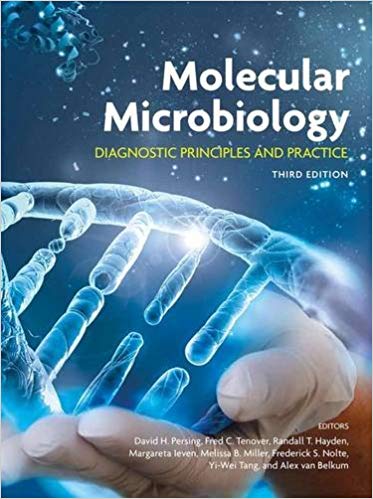 Molecular
Microbiology
DIAGNOSTIC PRINCIPLES AND PRACTICE
THIRD EDITION
EDITORS
David H. Persing, Fred C. Tenover, Randall T. Hayden,
Margareta Ieven, Melissa B. Miller, Frederick S. Nolte,
Yi-Wei Tang, and Alex van Belkum